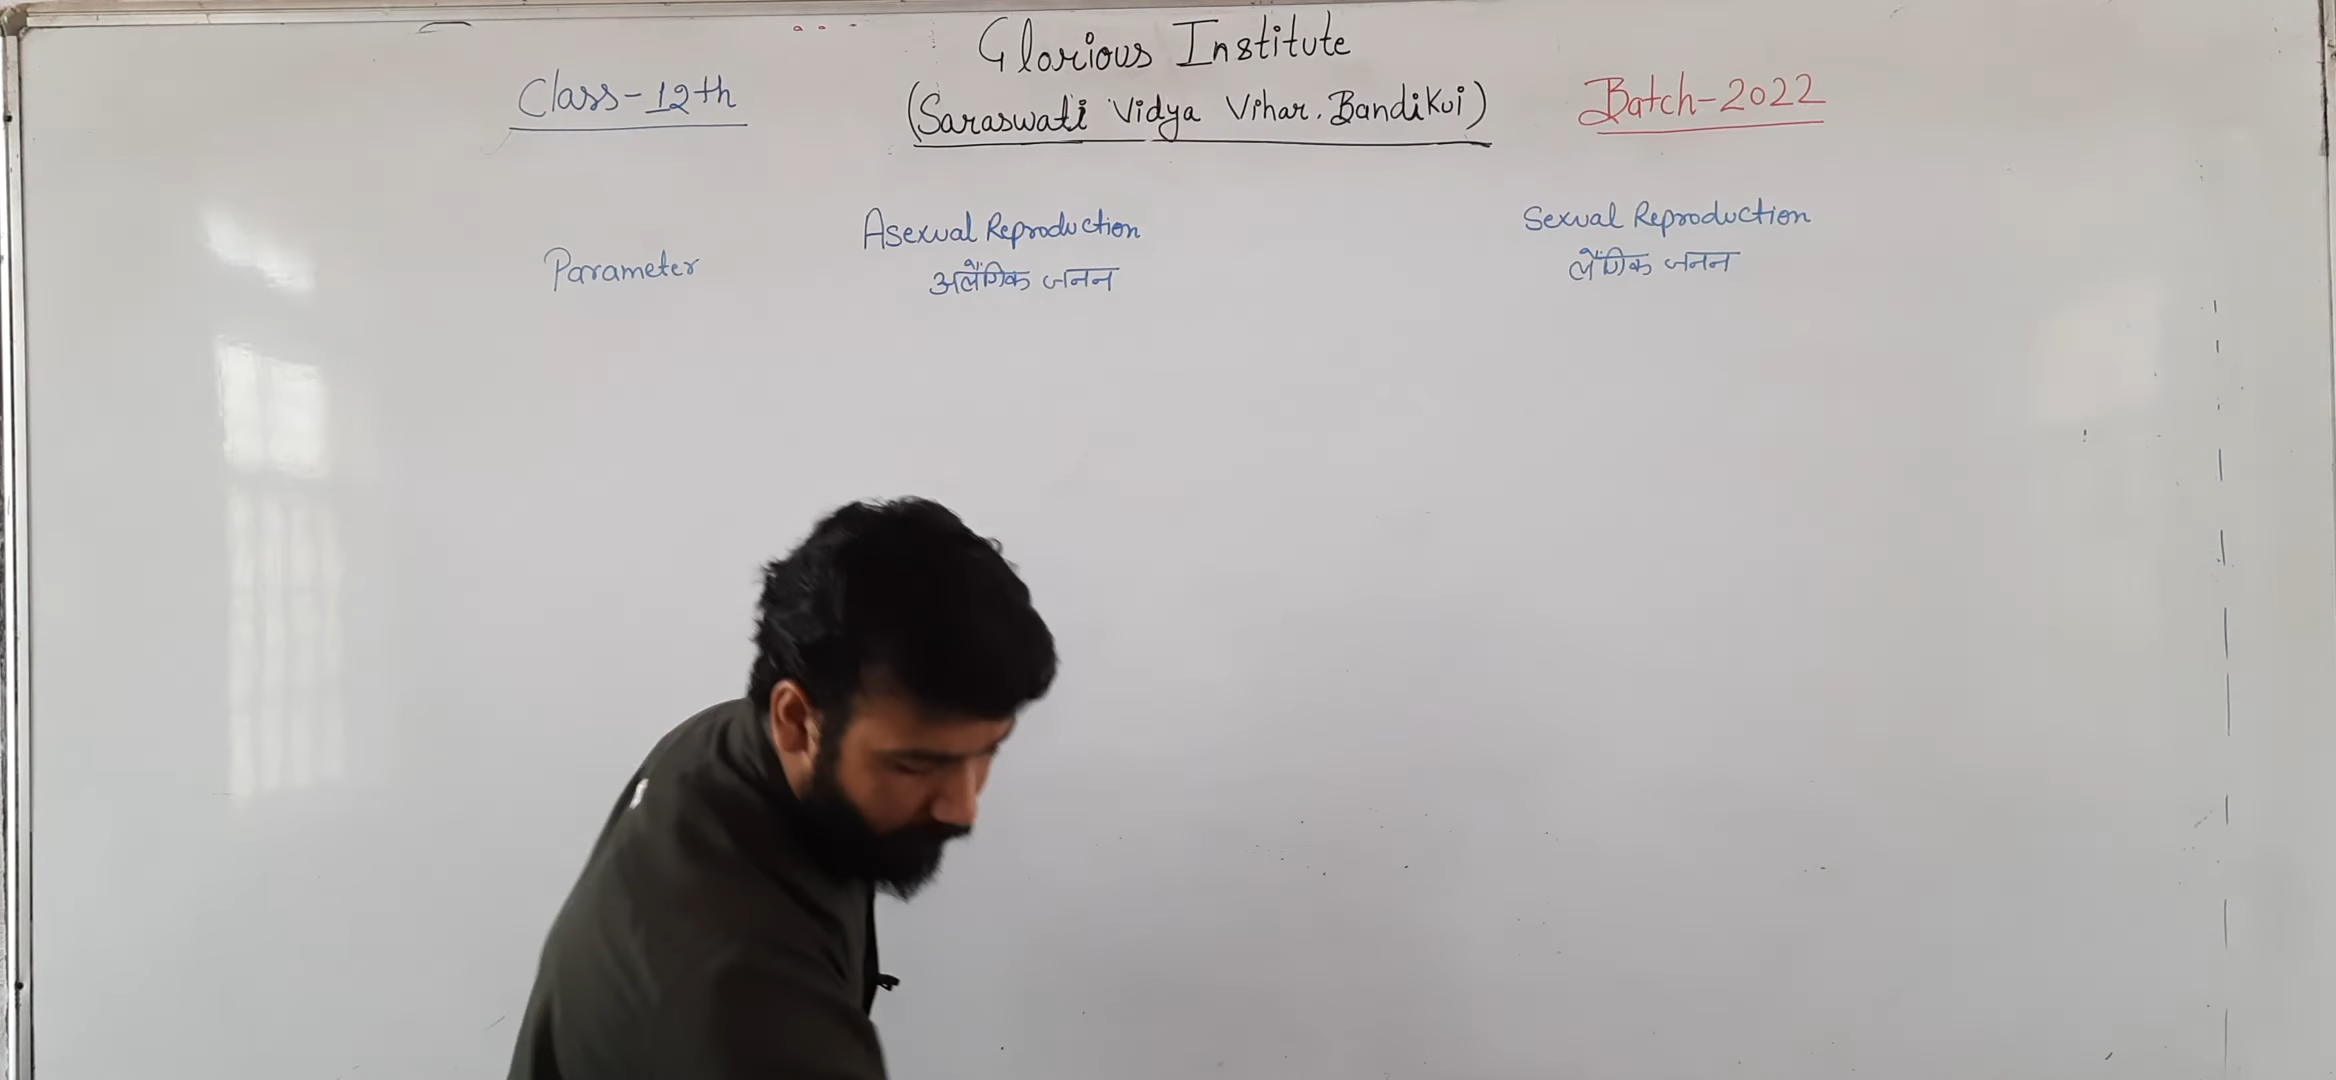 Glorious Institute
Class-12th
(Saraswati Vidya Vihar. Bandikui)
Batch-2022
Parameter
Asexual Reproduction
अलैंगिक जनन
Sexual Reproduction
लैंगिक जनन